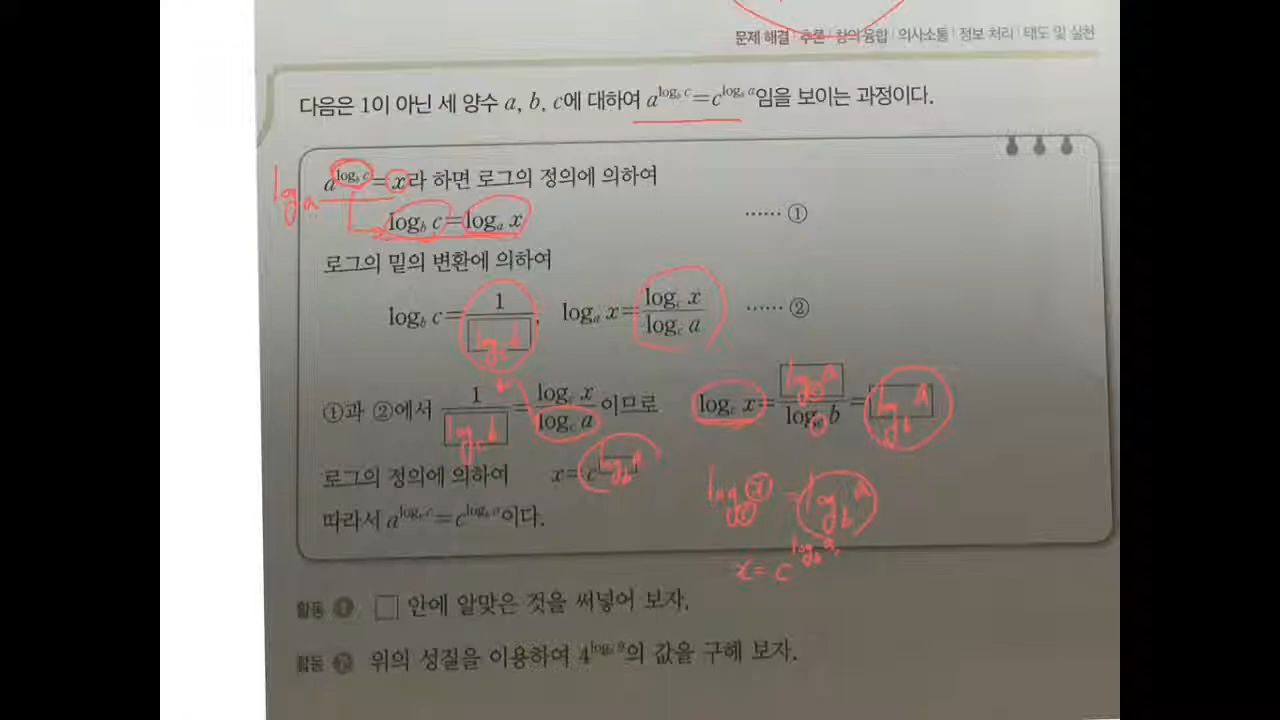 문제 해결 | 추론 | 창의·융합 | 의사소통 | 정보 처리 | 태도 및 실천
다음은 1이 아닌 세 양수 a, b, c에 대하여 a^{log_b c}=c^{log_b a}임을 보이는 과정이다.
log_a a^{log_b c}=x라 하면 로그의 정의에 의하여
log_b c=log_a x ······ ①
로그의 밑의 변환에 의하여
log_b c=1/log_c b, log_a x=log_c x/log_c a ······ ②
①과 ②에서 1/log_c b=log_c x/log_c a이므로 log_c x=log_c a/log_c b=log_b a
로그의 정의에 의하여 x=c^{log_b a}
log_c x=log_b a
따라서 a^{log_b c}=c^{log_b a}이다.
x=c^{log_b a}
활동 1 □ 안에 알맞은 것을 써넣어 보자.
활동 2 위의 성질을 이용하여 4의 값을 구해 보자.